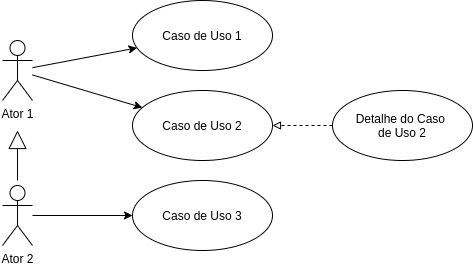 Caso de Uso 1
Ator 1
Caso de Uso 2
Detalhe do Caso
de Uso 2
Caso de Uso 3
Ator 2